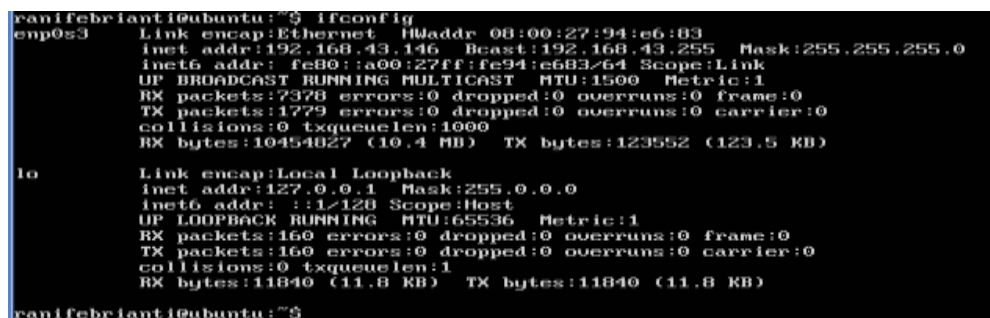 ranifebrianti@ubuntu:~$ ifconfig
enp0s3    Link encap:Ethernet  HWaddr 08:00:27:94:e6:83
          inet addr:192.168.43.146  Bcast:192.168.43.255  Mask:255.255.255.0
          inet6 addr: fe80::a00:27ff:fe94:e683/64 Scope:Link
          UP BROADCAST RUNNING MULTICAST  MTU:1500  Metric:1
          RX packets:7378 errors:0 dropped:0 overruns:0 frame:0
          TX packets:1779 errors:0 dropped:0 overruns:0 carrier:0
          collisions:0 txqueuelen:1000
          RX bytes:10454827 (10.4 MB)  TX bytes:123552 (123.5 KB)
lo        Link encap:Local Loopback
          inet addr:127.0.0.1  Mask:255.0.0.0
          inet6 addr: ::1/128 Scope:Host
          UP LOOPBACK RUNNING  MTU:65536  Metric:1
          RX packets:160 errors:0 dropped:0 overruns:0 frame:0
          TX packets:160 errors:0 dropped:0 overruns:0 carrier:0
          collisions:0 txqueuelen:1
          RX bytes:11840 (11.8 KB)  TX bytes:11840 (11.8 KB)
ranifebrianti@ubuntu:~$